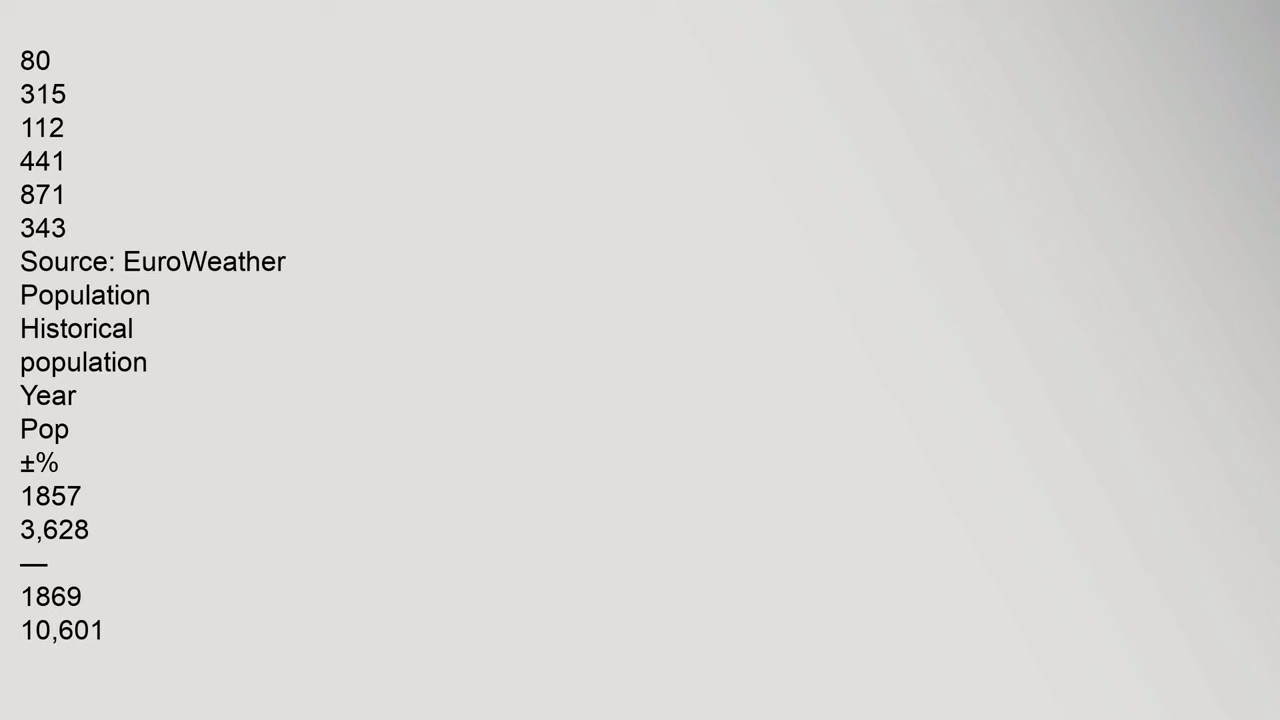 80
315
112
441
871
343
Source: EuroWeather
Population
Historical
population
Year
Pop
±%
1857
3,628
—
1869
10,601